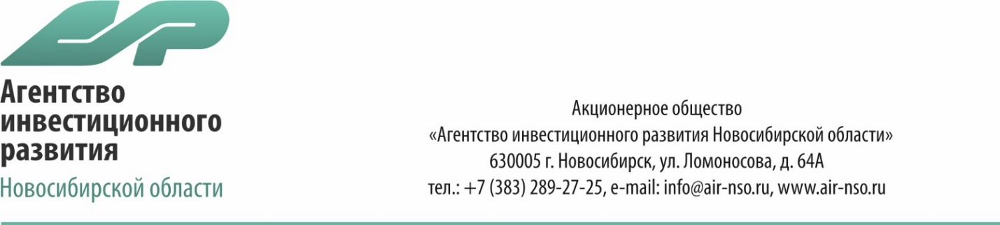 Агентство
инвестиционного
развития
Новосибирской области
Акционерное общество
«Агентство инвестиционного развития Новосибирской области»
630005 г. Новосибирск, ул. Ломоносова, д. 64А
тел.: +7 (383) 289-27-25, e-mail: info@air-nso.ru, www.air-nso.ru